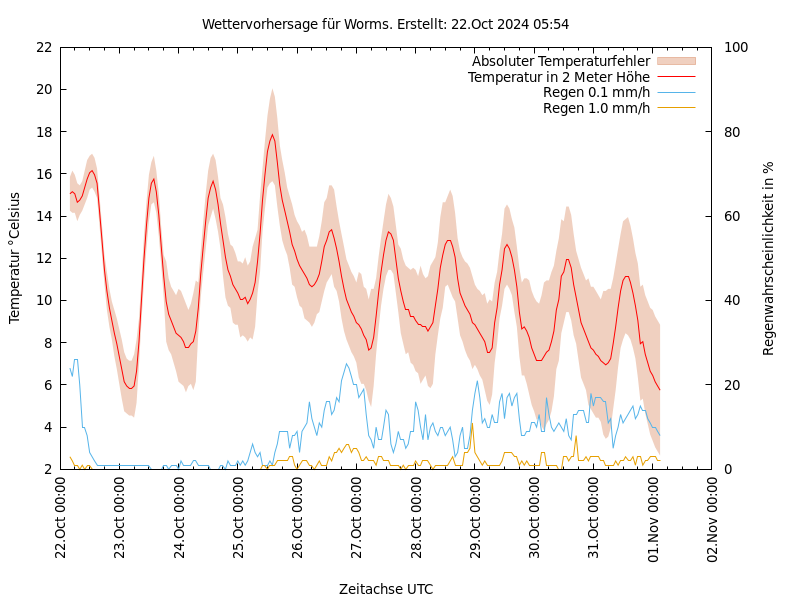 Wettervorhersage für Worms. Erstellt: 22.Oct 2024 05:54
Absoluter Temperaturfehler
Temperatur in 2 Meter Höhe
Regen 0.1 mm/h
Regen 1.0 mm/h
Temperatur °Celsius
22
20
18
16
14
12
10
8
6
4
2
100
80
60
40
20
0
Regenwahrscheinlichkeit in %
22.Oct 00:00
23.Oct 00:00
24.Oct 00:00
25.Oct 00:00
26.Oct 00:00
27.Oct 00:00
28.Oct 00:00
29.Oct 00:00
30.Oct 00:00
31.Oct 00:00
01.Nov 00:00
02.Nov 00:00
Zeitachse UTC